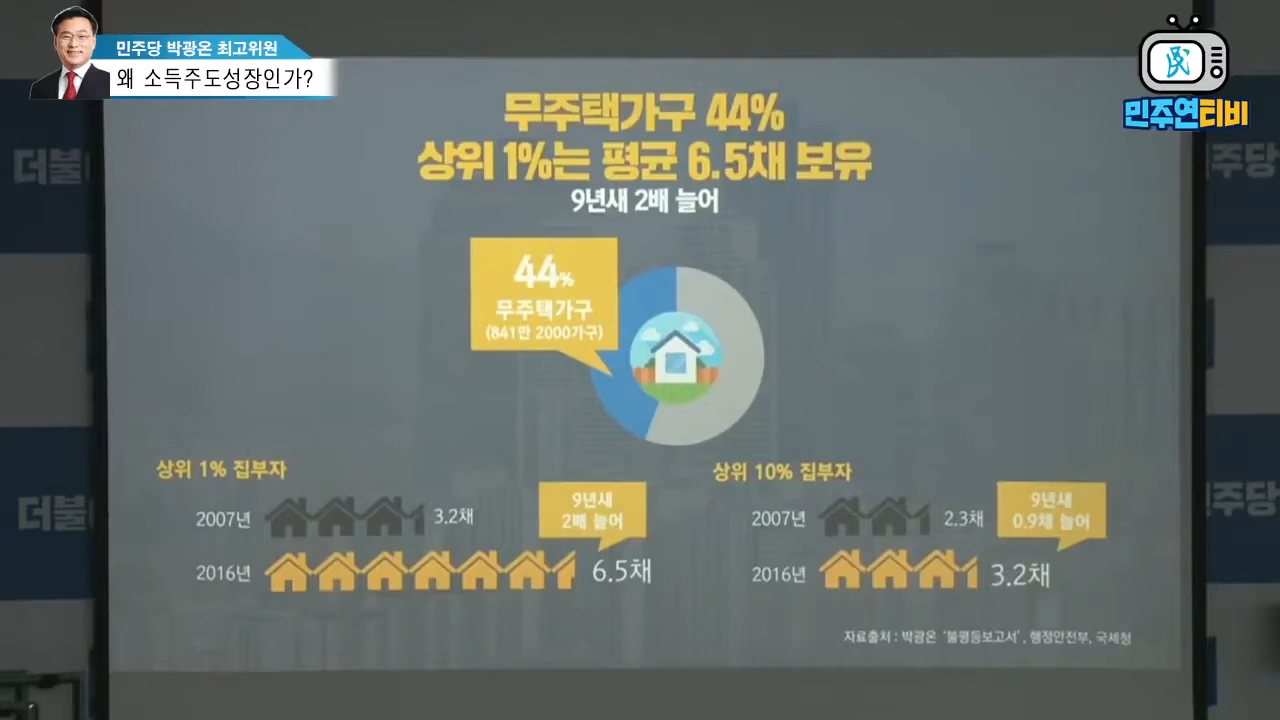 민주당 박광온 최고위원
왜 소득주도성장인가?
민주연티비
무주택가구 44%
상위 1%는 평균 6.5채 보유
9년새 2배 늘어
44%
무주택가구
(841만 2000가구)
상위 1% 집부자
2007년
3.2채
9년새
2배 늘어
2016년
6.5채
상위 10% 집부자
2007년
2.3채
9년새
0.9채 늘어
2016년
3.2채
자료출처 : 박광온 '불평등보고서', 행정안전부, 국세청
더불
민주당
더불
민주당